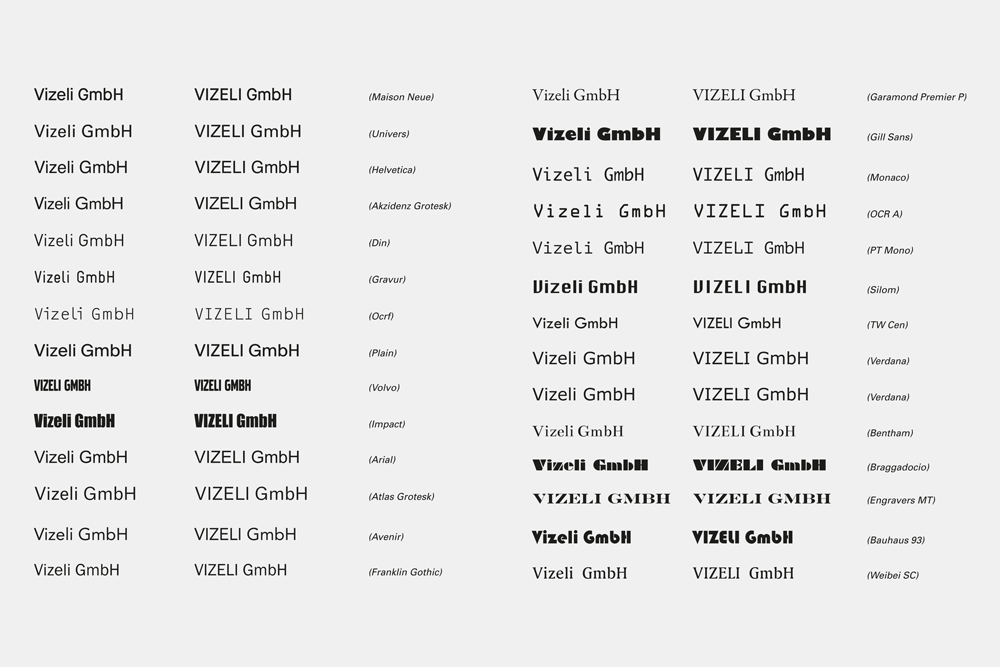 Vizeli GmbH VIZELI GmbH (Maison Neue)
Vizeli GmbH VIZELI GmbH (Univers)
Vizeli GmbH VIZELI GmbH (Helvetica)
Vizeli GmbH VIZELI GmbH (Akzidenz Grotesk)
Vizeli GmbH VIZELI GmbH (Din)
Vizeli GmbH VIZELI GmbH (Gravur)
Vizeli GmbH VIZELI GmbH (Ocrf)
Vizeli GmbH VIZELI GmbH (Plain)
VIZELI GMBH VIZELI GMBH (Volvo)
Vizeli GmbH VIZELI GmbH (Impact)
Vizeli GmbH VIZELI GmbH (Arial)
Vizeli GmbH VIZELI GmbH (Atlas Grotesk)
Vizeli GmbH VIZELI GmbH (Avenir)
Vizeli GmbH VIZELI GmbH (Franklin Gothic)
Vizeli GmbH VIZELI GmbH (Garamond Premier P)
Vizeli GmbH VIZELI GmbH (Gill Sans)
Vizeli GmbH VIZELI GmbH (Monaco)
Vizeli GmbH VIZELI GmbH (OCR A)
Vizeli GmbH VIZELI GmbH (PT Mono)
Vizeli GmbH VIZELI GmbH (Silom)
Vizeli GmbH VIZELI GmbH (TW Cen)
Vizeli GmbH VIZELI GmbH (Verdana)
Vizeli GmbH VIZELI GmbH (Verdana)
Vizeli GmbH VIZELI GmbH (Bentham)
Vizeli GmbH VIZELI GmbH (Braggadocio)
VIZELI GMBH VIZELI GMBH (Engravers MT)
Vizeli GmbH VIZELI GmbH (Bauhaus 93)
Vizeli GmbH VIZELI GmbH (Weibei SC)